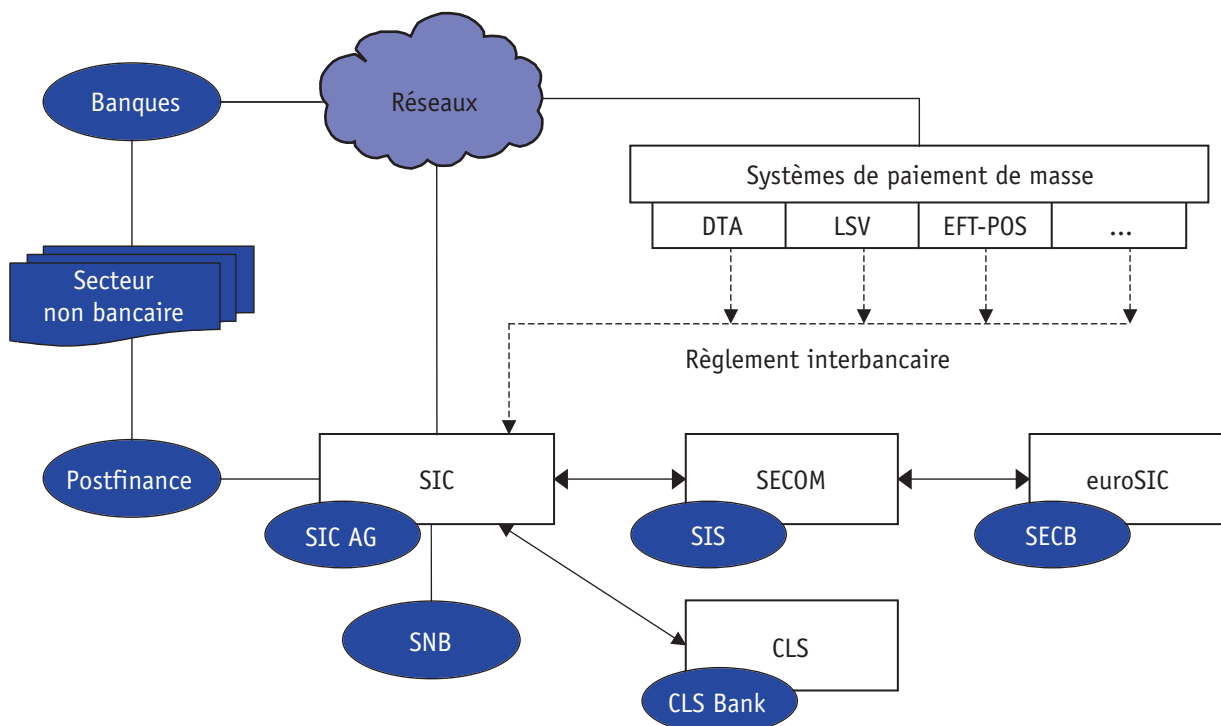 Banques
Réseaux
Systèmes de paiement de masse
DTA
LSV
EFT-POS
...
Secteur
non bancaire
Règlement interbancaire
Postfinance
SIC
SECOM
euroSIC
SIC AG
SIS
SECB
SNB
CLS
CLS Bank